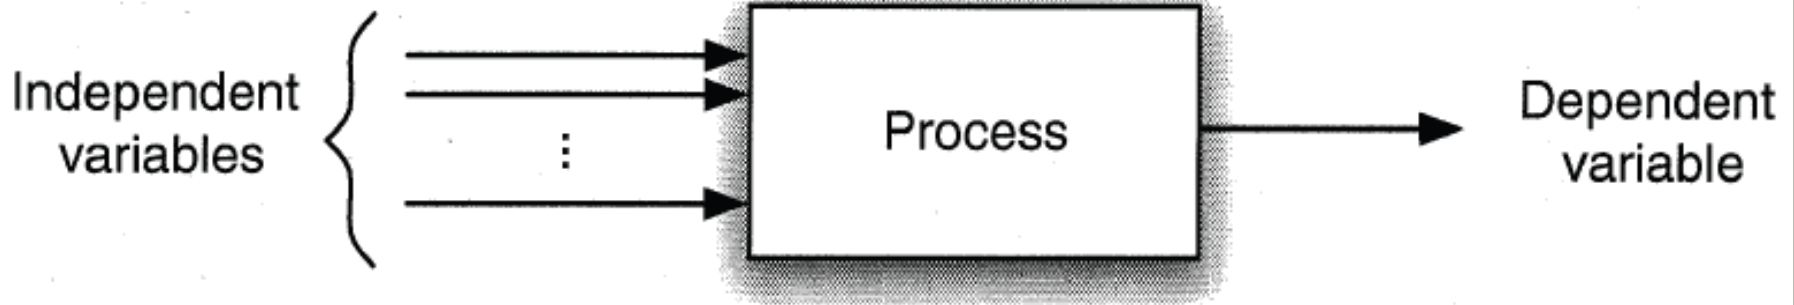 Independent
variables
⋮
Process
Dependent
variable